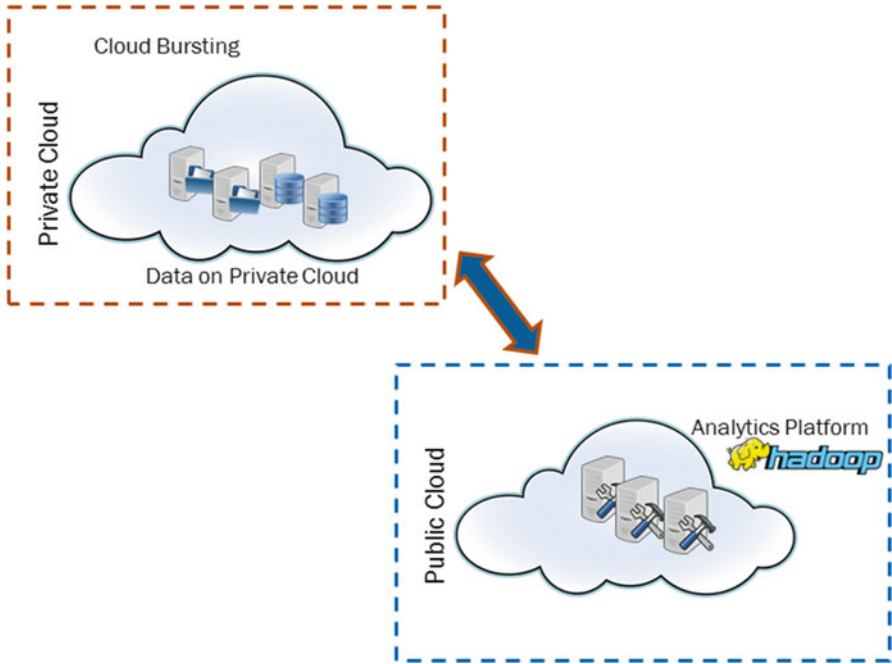 Cloud Bursting
Private Cloud
Data on Private Cloud
Analytics Platform
hadoop
Public Cloud